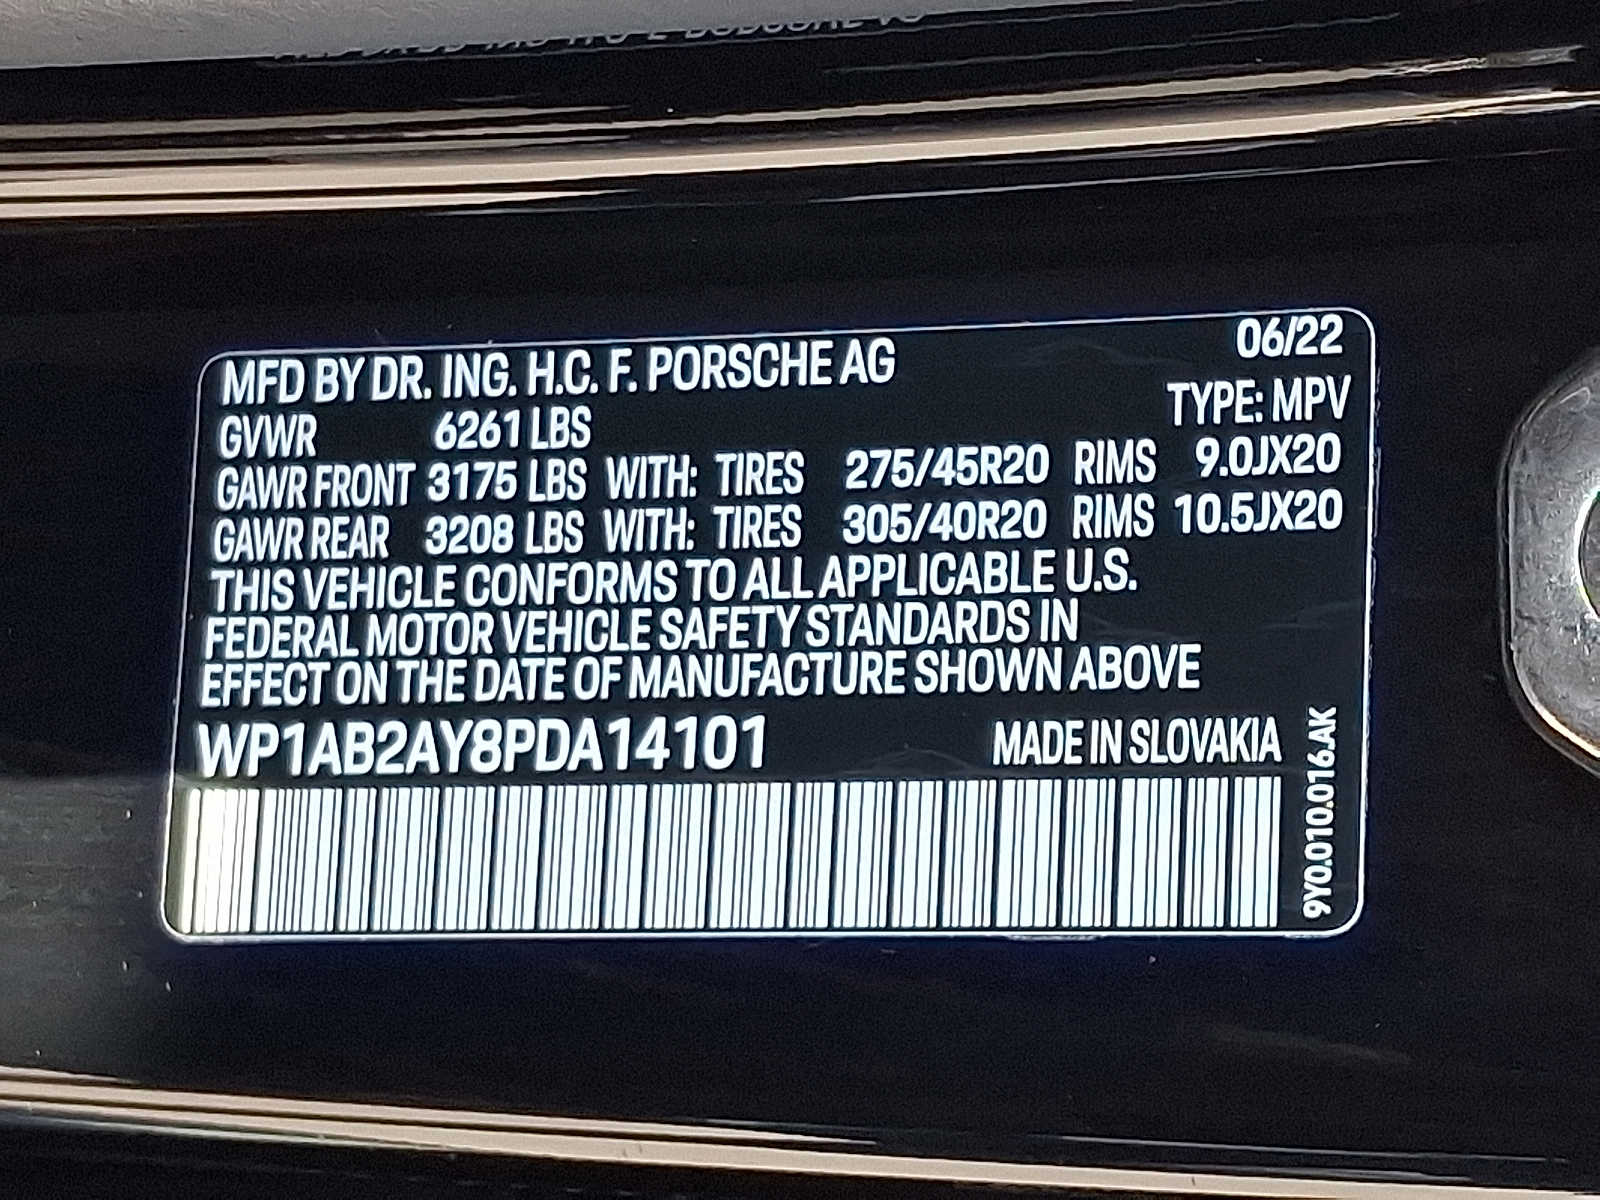 MFD BY DR. ING. H.C. F. PORSCHE AG 06/22
GVWR 6261 LBS TYPE: MPV
GAWR FRONT 3175 LBS WITH: TIRES 275/45R20 RIMS 9.0JX20
GAWR REAR 3208 LBS WITH: TIRES 305/40R20 RIMS 10.5JX20
THIS VEHICLE CONFORMS TO ALL APPLICABLE U.S.
FEDERAL MOTOR VEHICLE SAFETY STANDARDS IN
EFFECT ON THE DATE OF MANUFACTURE SHOWN ABOVE
WP1AB2AY8PDA14101 MADE IN SLOVAKIA
9Y0.010.016.AK